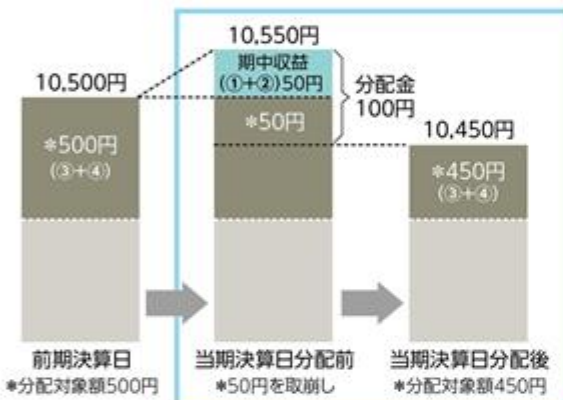 10,500円
*500円
(③+④)
前期決算日
*分配対象額500円
10,550円
期中収益
(①+②)50円
*50円
分配金
100円
当期決算日分配前
*50円を取崩し
10,450円
*450円
(③+④)
当期決算日分配後
*分配対象額450円